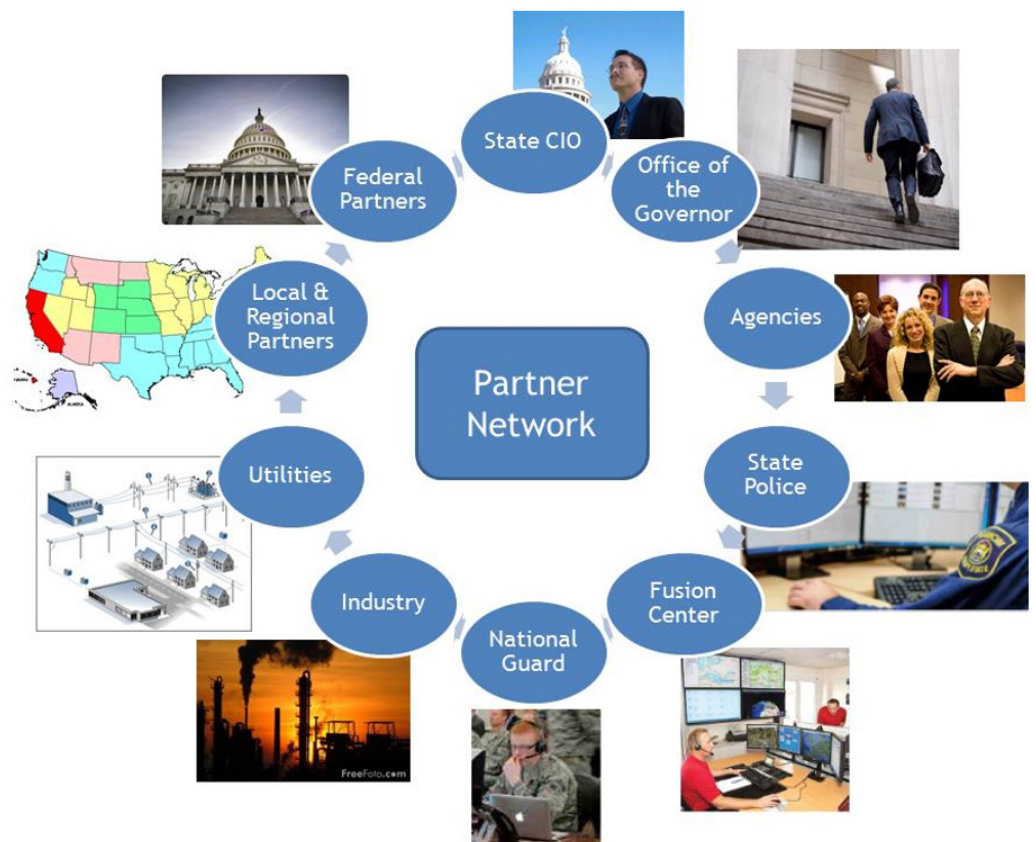 State CIO
Office of
the
Governor
Agencies
State
Police
Fusion
Center
National
Guard
Industry
Utilities
Local &
Regional
Partners
Federal
Partners
Partner
Network
FreeFoto.com